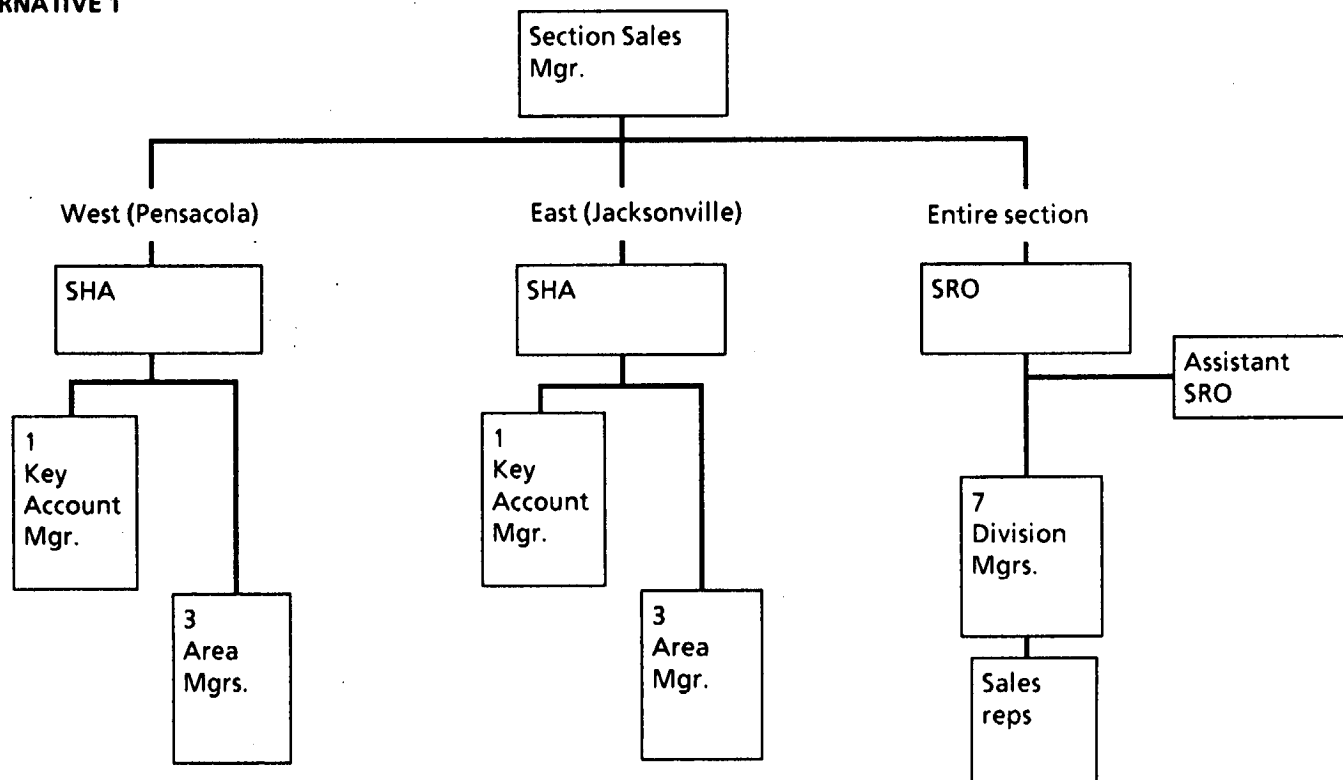 RNATIVE 1
Section Sales
Mgr.
West (Pensacola)
East (Jacksonville)
Entire section
SHA
SHA
SRO
Assistant
SRO
1
Key
Account
Mgr.
1
Key
Account
Mgr.
7
Division
Mgrs.
3
Area
Mgrs.
3
Area
Mgr.
Sales
reps